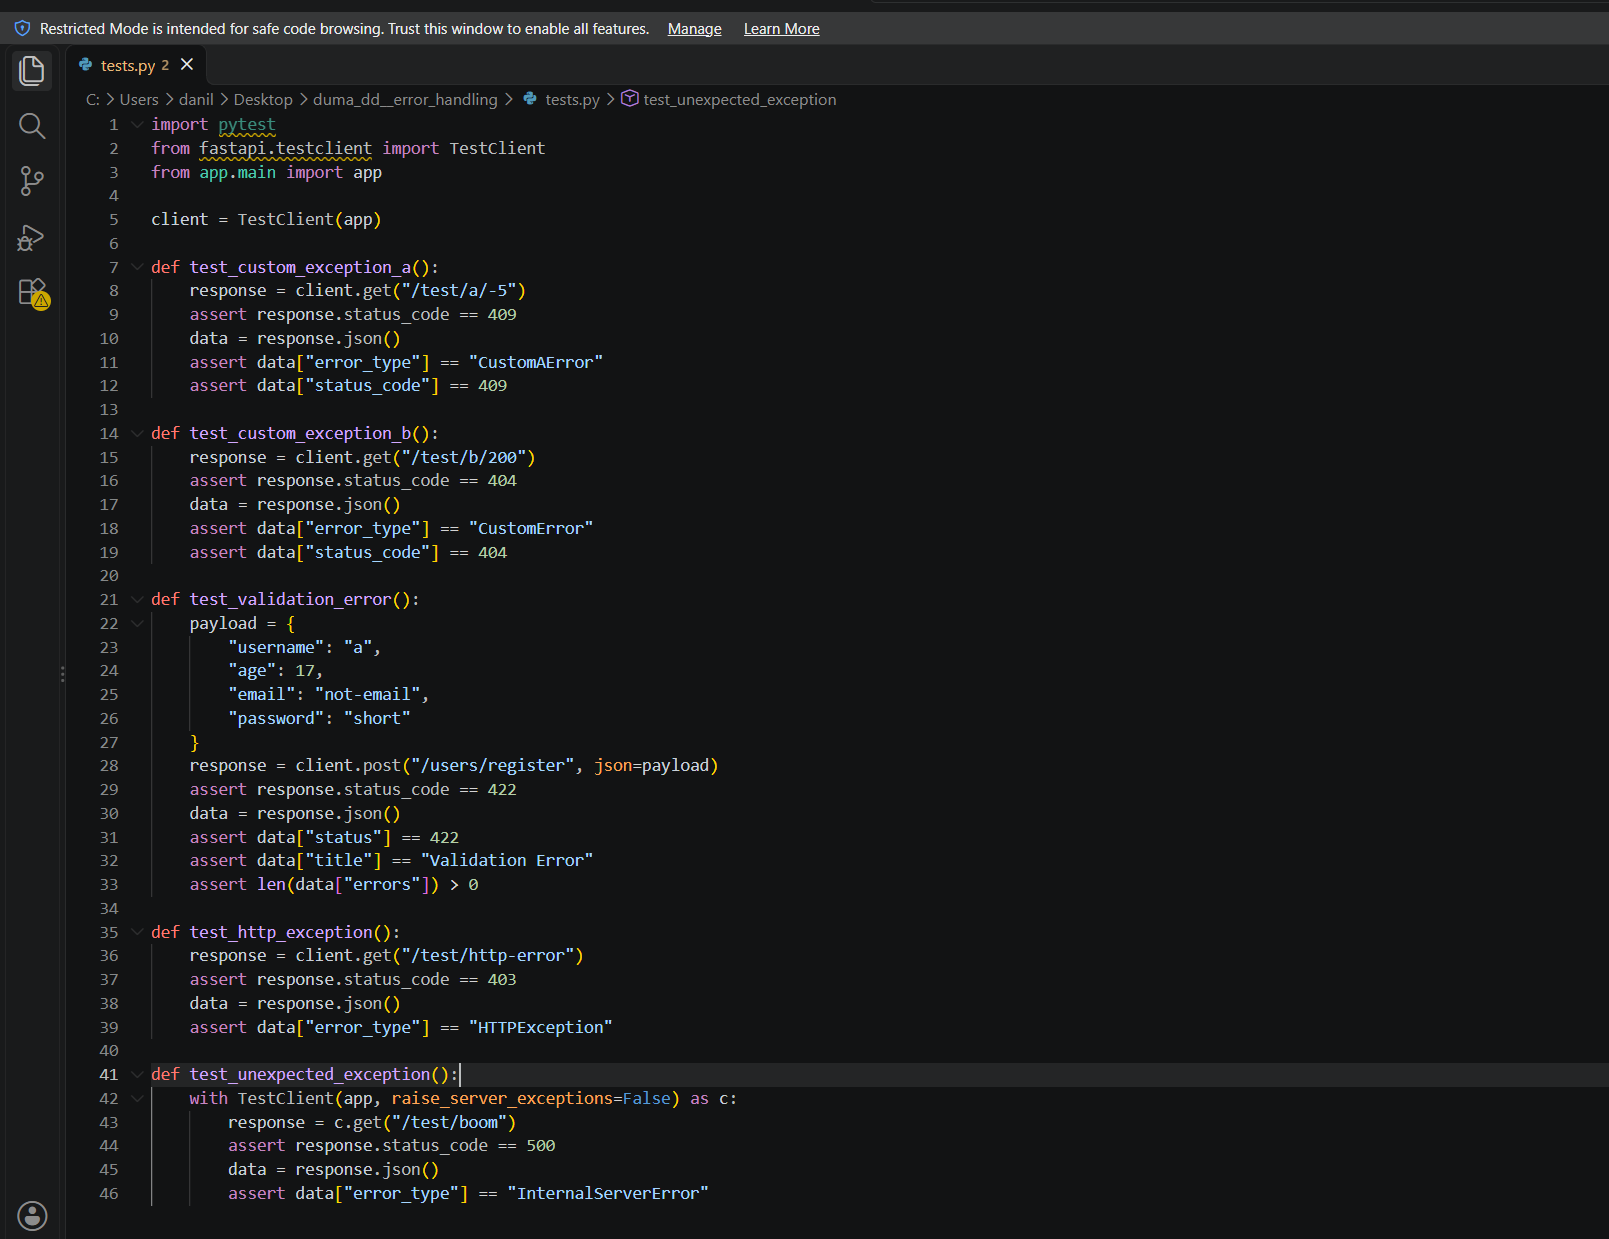 Restricted Mode is intended for safe code browsing. Trust this window to enable all features. Manage Learn More
tests.py 2
C: > Users > danil > Desktop > duma_dd__error_handling > tests.py > test_unexpected_exception
1 import pytest
2 from fastapi.testclient import TestClient
3 from app.main import app
4
5 client = TestClient(app)
6
7 def test_custom_exception_a():
8     response = client.get("/test/a/-5")
9     assert response.status_code == 409
10     data = response.json()
11     assert data["error_type"] == "CustomAError"
12     assert data["status_code"] == 409
13
14 def test_custom_exception_b():
15     response = client.get("/test/b/200")
16     assert response.status_code == 404
17     data = response.json()
18     assert data["error_type"] == "CustomError"
19     assert data["status_code"] == 404
20
21 def test_validation_error():
22     payload = {
23         "username": "a",
24         "age": 17,
25         "email": "not-email",
26         "password": "short"
27     }
28     response = client.post("/users/register", json=payload)
29     assert response.status_code == 422
30     data = response.json()
31     assert data["status"] == 422
32     assert data["title"] == "Validation Error"
33     assert len(data["errors"]) > 0
34
35 def test_http_exception():
36     response = client.get("/test/http-error")
37     assert response.status_code == 403
38     data = response.json()
39     assert data["error_type"] == "HTTPException"
40
41 def test_unexpected_exception():
42     with TestClient(app, raise_server_exceptions=False) as c:
43         response = c.get("/test/boom")
44         assert response.status_code == 500
45         data = response.json()
46         assert data["error_type"] == "InternalServerError"